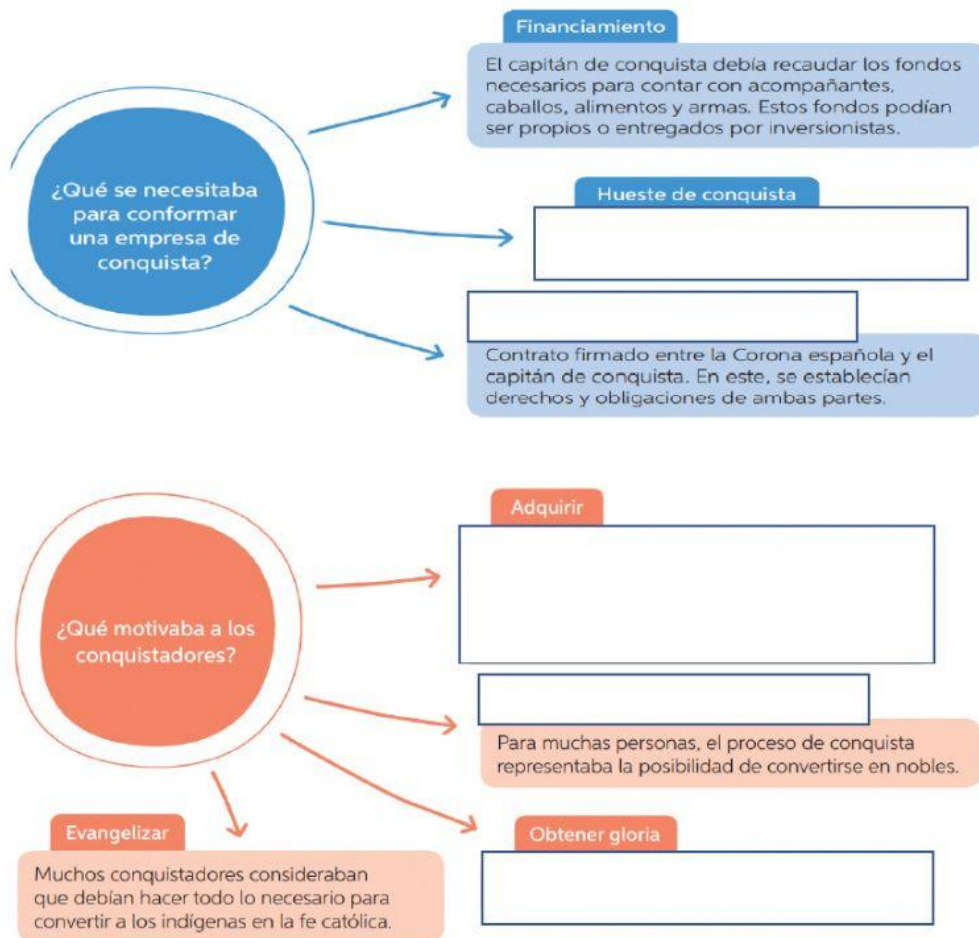 Financiamiento
El capitán de conquista debía recaudar los fondos
necesarios para contar con acompañantes,
caballos, alimentos y armas. Estos fondos podían
ser propios o entregados por inversionistas.
¿Qué se necesitaba
para conformar
una empresa de
conquista?
Hueste de conquista
Contrato firmado entre la Corona española y el
capitán de conquista. En este, se establecían
derechos y obligaciones de ambas partes.
Adquirir
¿Qué motivaba a los
conquistadores?
Para muchas personas, el proceso de conquista
representaba la posibilidad de convertirse en nobles.
Evangelizar
Muchos conquistadores consideraban
que debían hacer todo lo necesario para
convertir a los indígenas en la fe católica.
Obtener gloria